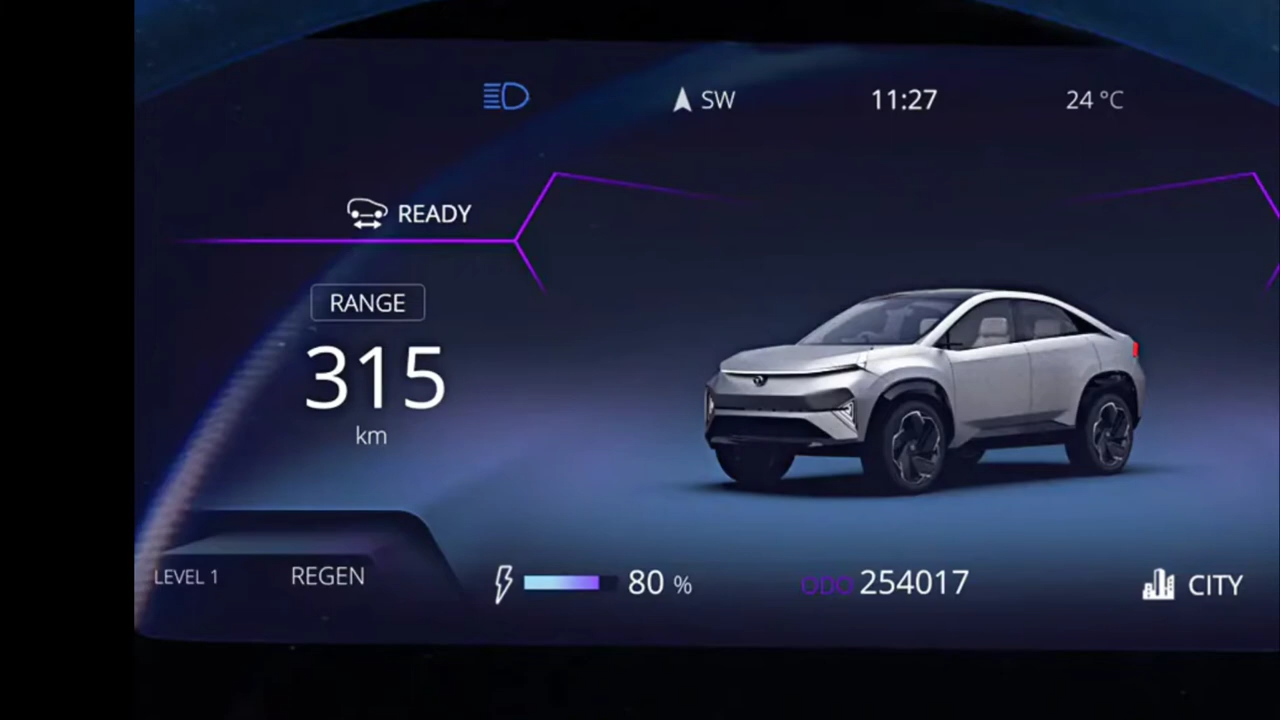 SW
11:27
24 °C
READY
RANGE
315
km
LEVEL 1
REGEN
80 %
ODO 254017
CITY